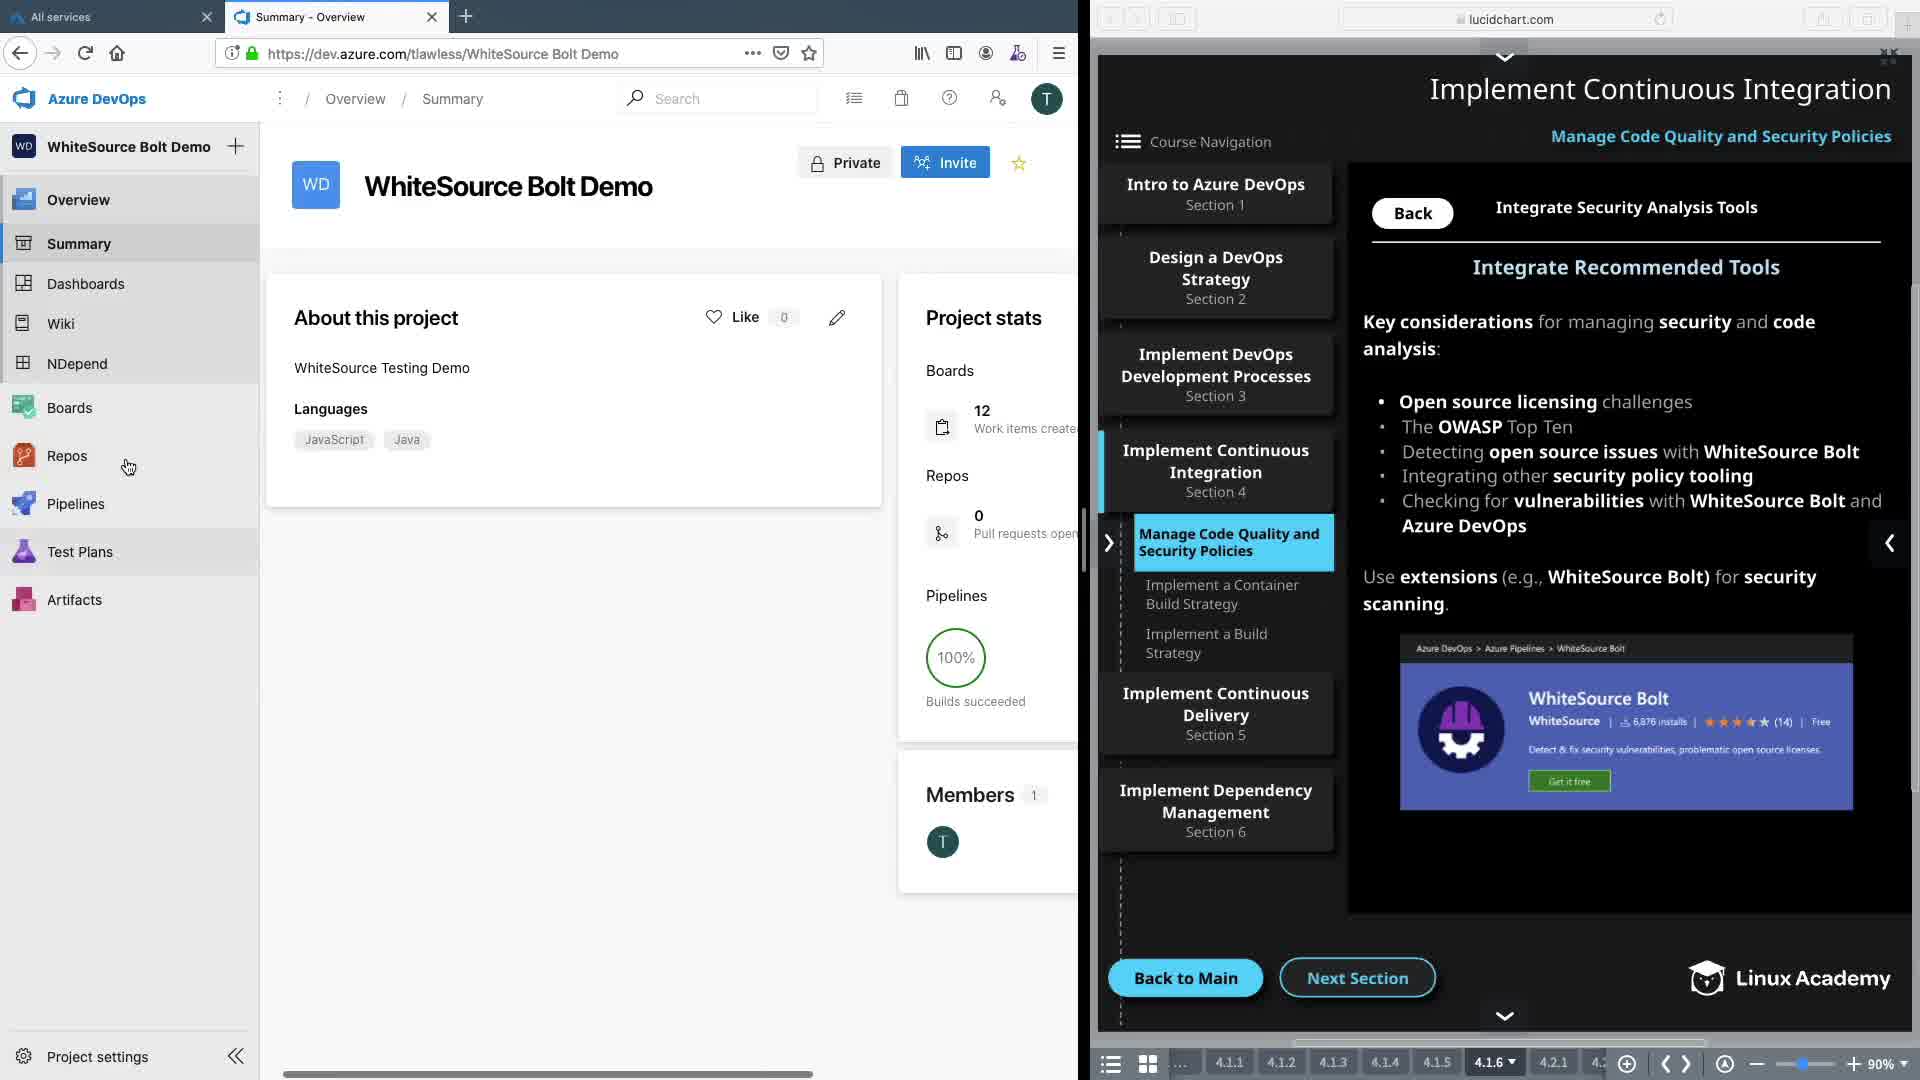 All services
Summary - Overview
https://dev.azure.com/tlawless/WhiteSource Bolt Demo
Azure DevOps
/ Overview / Summary
Search
T
WD
WhiteSource Bolt Demo
Overview
Summary
Dashboards
Wiki
NDepend
Boards
Repos
Pipelines
Test Plans
Artifacts
Project settings
WD
WhiteSource Bolt Demo
Private
Invite
About this project
Like 0
WhiteSource Testing Demo
Languages
JavaScript Java
Project stats
Boards
12
Work items create
Repos
0
Pull requests open
Pipelines
100%
Builds succeeded
Members 1
T
lucidchart.com
Implement Continuous Integration
Manage Code Quality and Security Policies
Course Navigation
Intro to Azure DevOps
Section 1
Design a DevOps
Strategy
Section 2
Implement DevOps
Development Processes
Section 3
Implement Continuous
Integration
Section 4
Manage Code Quality and
Security Policies
Implement a Container
Build Strategy
Implement a Build
Strategy
Implement Continuous
Delivery
Section 5
Implement Dependency
Management
Section 6
Back
Integrate Security Analysis Tools
Integrate Recommended Tools
Key considerations for managing security and code
analysis:
• Open source licensing challenges
• The OWASP Top Ten
• Detecting open source issues with WhiteSource Bolt
• Integrating other security policy tooling
• Checking for vulnerabilities with WhiteSource Bolt and
Azure DevOps
Use extensions (e.g., WhiteSource Bolt) for security
scanning.
Azure DevOps > Azure Pipelines > WhiteSource Bolt
WhiteSource Bolt
WhiteSource | 6,876 installs | (14) | Free
Detect & fix security vulnerabilities, problematic open source licenses.
Get it free
Back to Main
Next Section
Linux Academy
... 4.1.1 4.1.2 4.1.3 4.1.4 4.1.5 4.1.6 4.2.1 4.2
90%